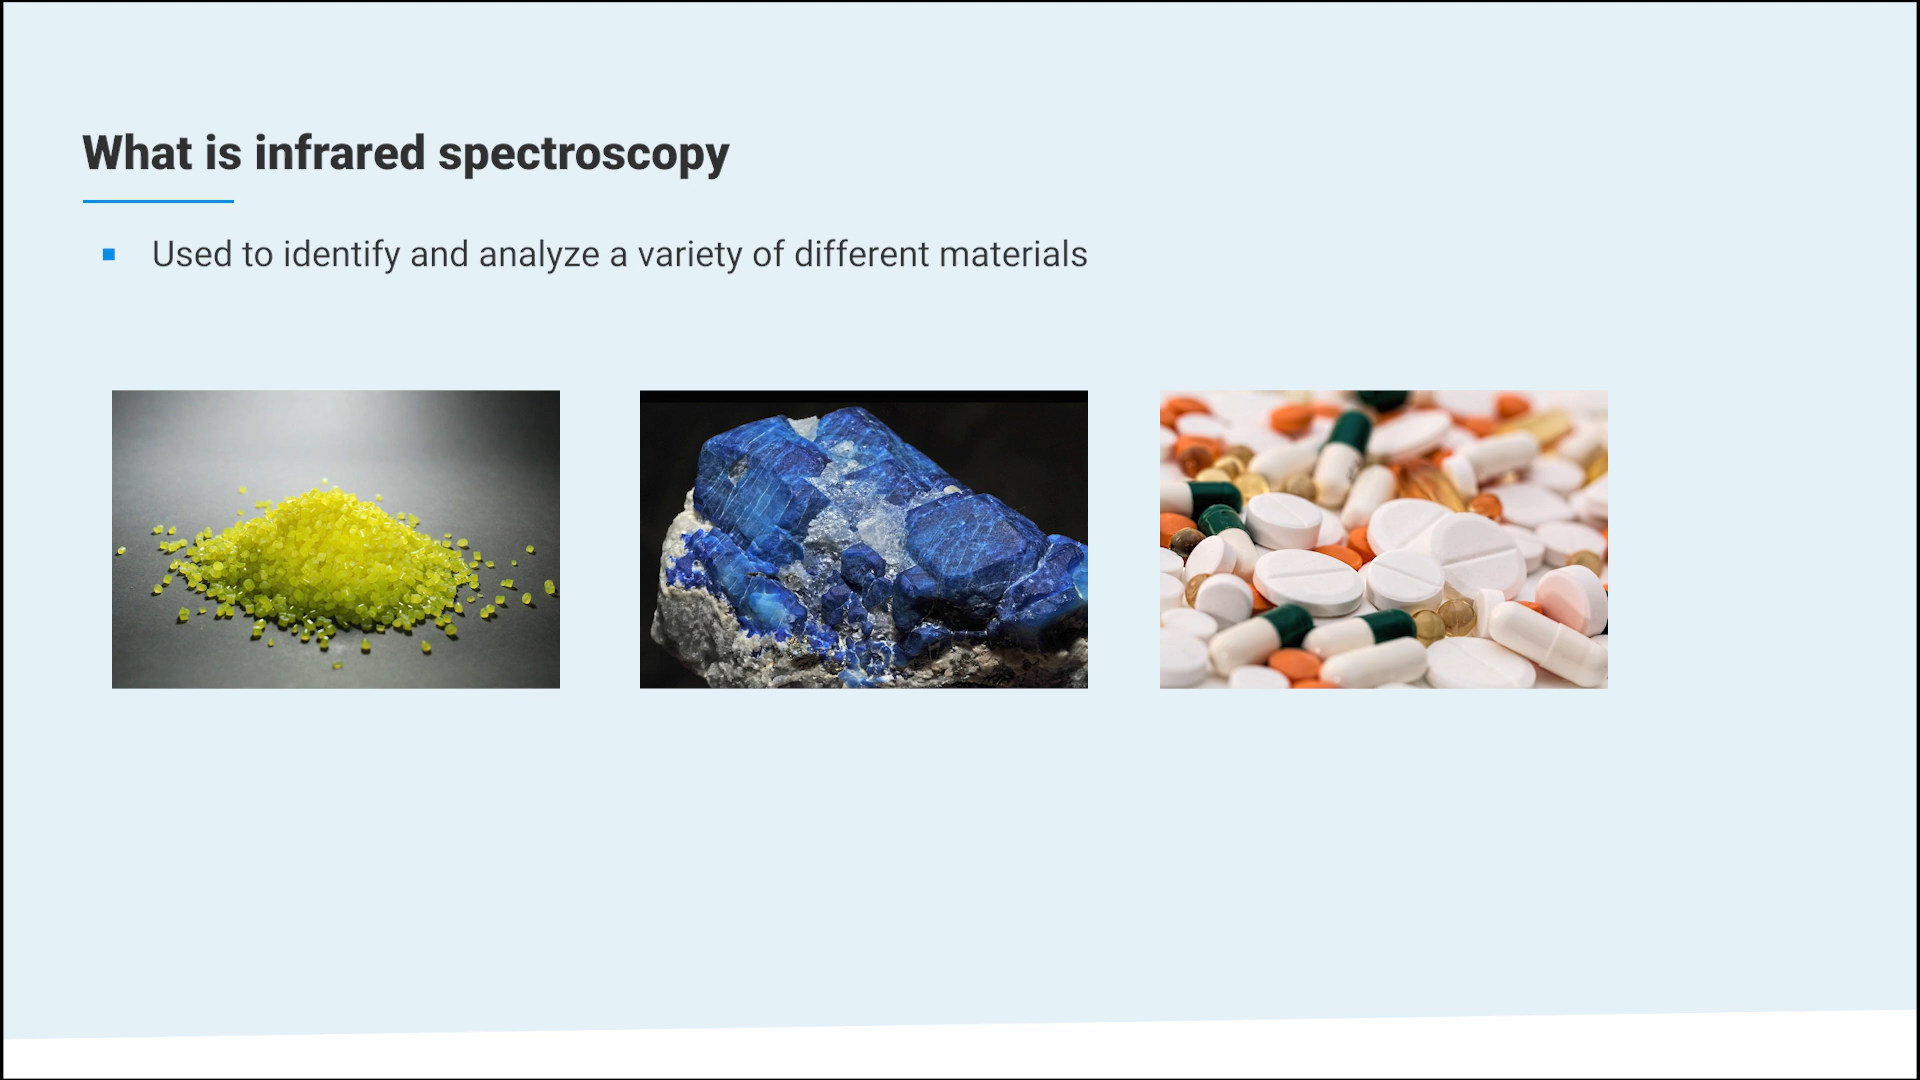 What is infrared spectroscopy
Used to identify and analyze a variety of different materials